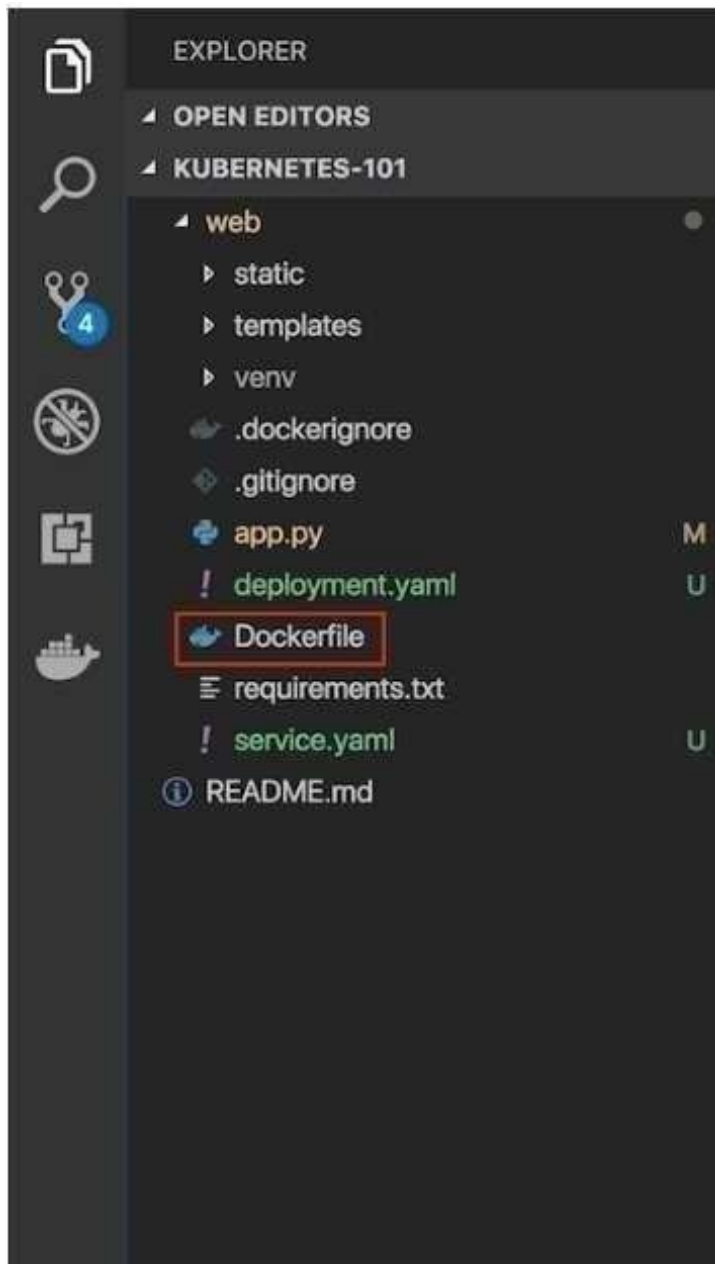 EXPLORER
OPEN EDITORS
KUBERNETES-101
web
static
templates
venv
.dockerignore
.gitignore
app.py M
deployment.yaml U
Dockerfile
requirements.txt
service.yaml U
README.md
4